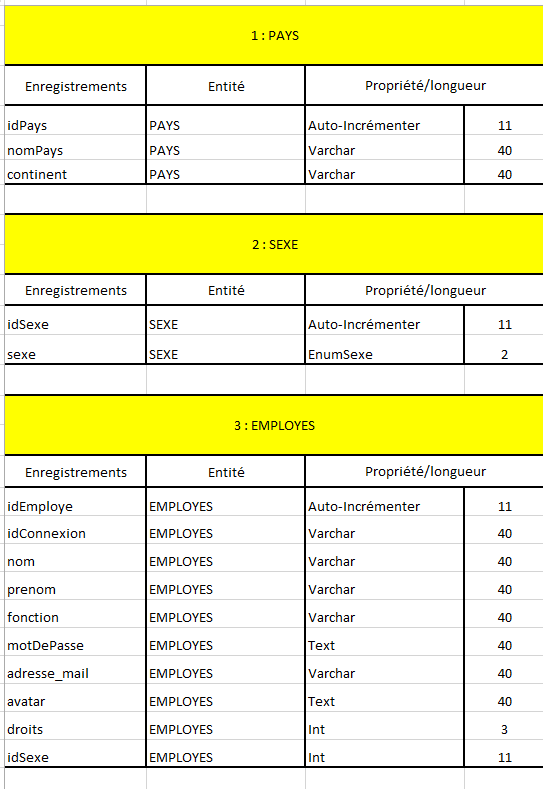 1 : PAYS
Enregistrements Entité Propriété/longueur
idPays PAYS Auto-Incrémenter 11
nomPays PAYS Varchar 40
continent PAYS Varchar 40
2 : SEXE
Enregistrements Entité Propriété/longueur
idSexe SEXE Auto-Incrémenter 11
sexe SEXE EnumSexe 2
3 : EMPLOYES
Enregistrements Entité Propriété/longueur
idEmploye EMPLOYES Auto-Incrémenter 11
idConnexion EMPLOYES Varchar 40
nom EMPLOYES Varchar 40
prenom EMPLOYES Varchar 40
fonction EMPLOYES Varchar 40
motDePasse EMPLOYES Text 40
adresse_mail EMPLOYES Varchar 40
avatar EMPLOYES Text 40
droits EMPLOYES Int 3
idSexe EMPLOYES Int 11